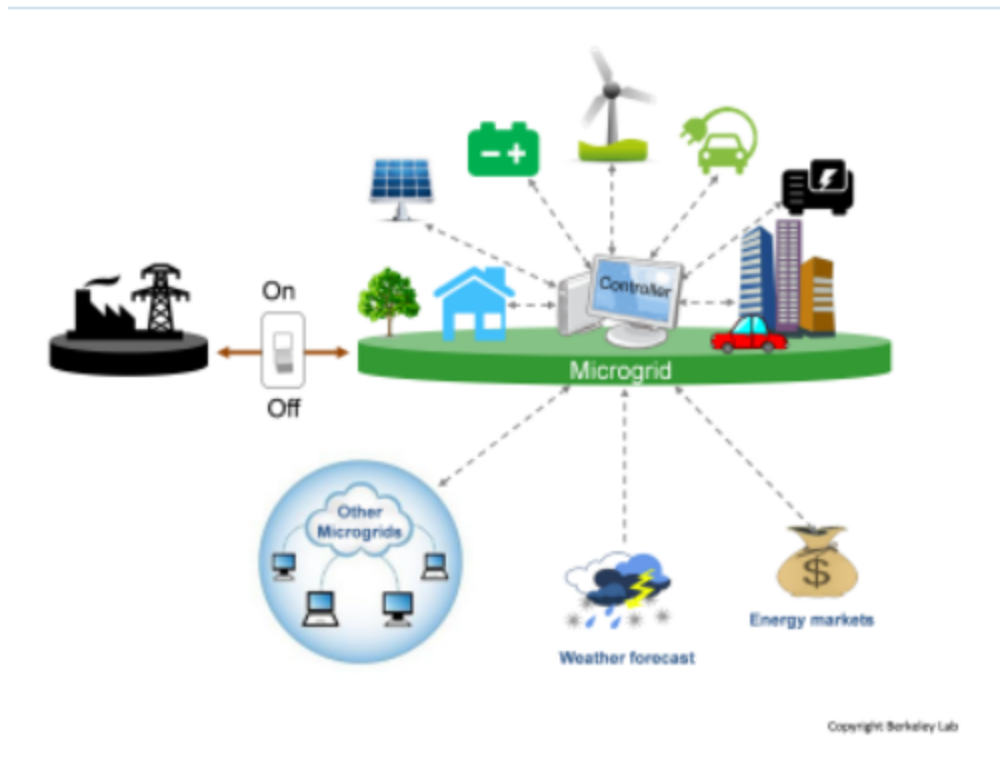 Controller
On
Off
Microgrid
Other
Microgrids
$
Energy markets
Weather forecast
Copyright Berkeley Lab